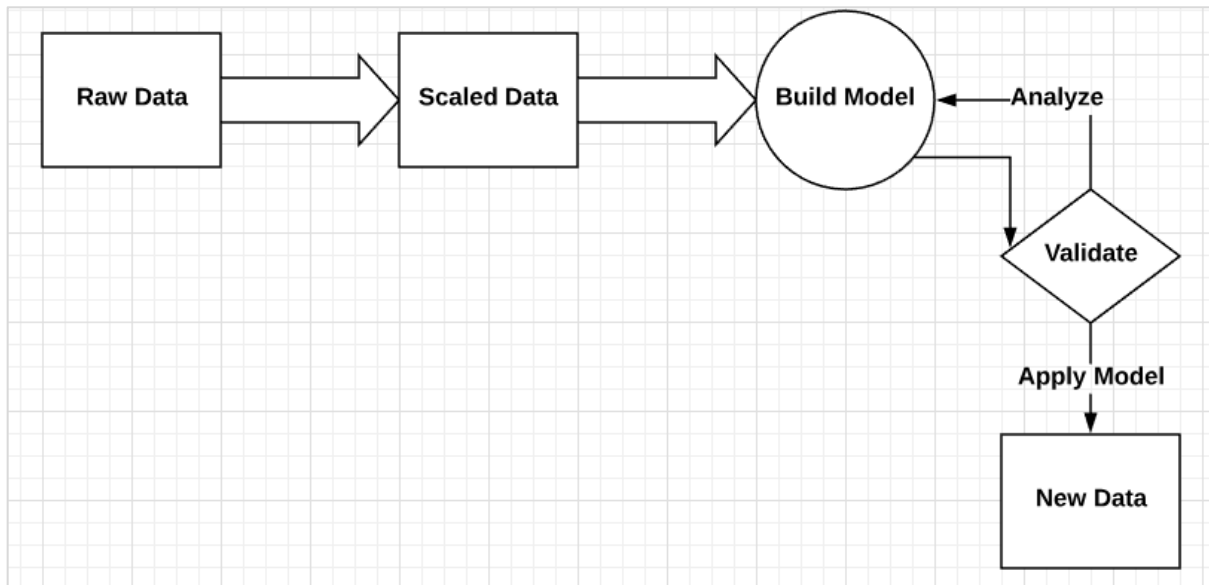 Raw Data
Scaled Data
Build Model
Analyze
Validate
Apply Model
New Data